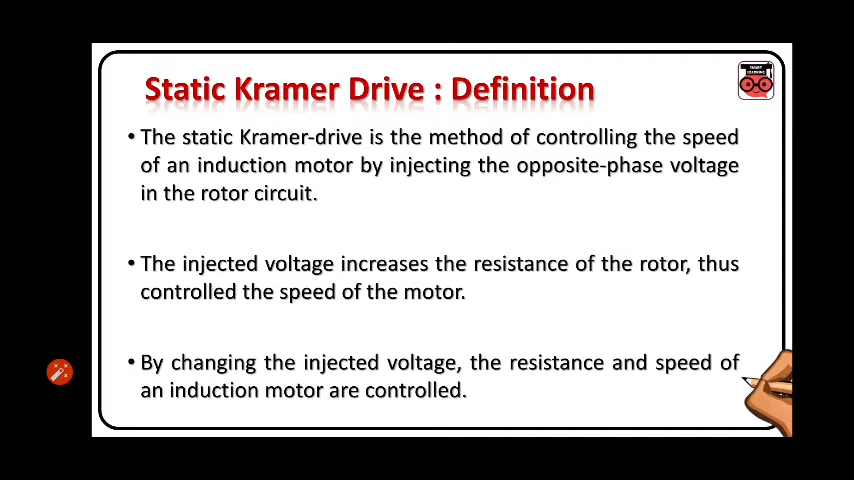 Static Kramer Drive : Definition
SMART
LEARNING
• The static Kramer-drive is the method of controlling the speed
of an induction motor by injecting the opposite-phase voltage
in the rotor circuit.
• The injected voltage increases the resistance of the rotor, thus
controlled the speed of the motor.
• By changing the injected voltage, the resistance and speed of
an induction motor are controlled.